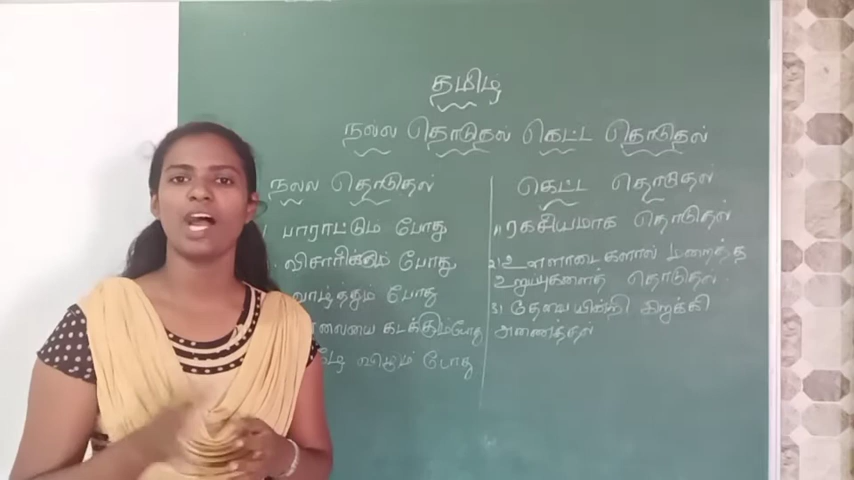 தமிழ்
நல்ல தொடுதல் கெட்ட தொடுதல்
நல்ல தொடுதல்
பாராட்டும் போது
விசாரிக்கும் போது
வாழ்த்தும் போது
லையை கடக்கும்போது
விழும் போது
கெட்ட தொடுதல்
1) ரகசியமாக தொடுதல்
2) உள்ளாடைகளால் மறைத்த
உறுப்புகளைத் தொடுதல்.
3) தேவையின்றி இறுக்கி
அணைத்தல்